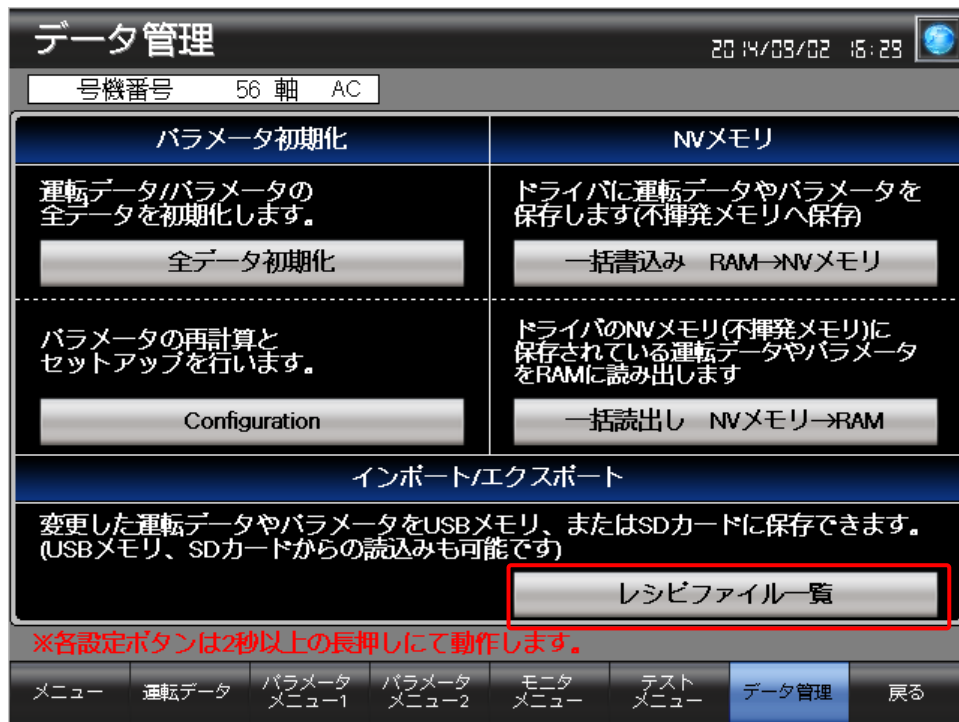 データ管理
2014/09/02 16:29
号機番号 56 軸 AC
パラメータ初期化
運転データ/パラメータの
全データを初期化します。
全データ初期化
パラメータの再計算と
セットアップを行います。
Configuration
NVメモリ
ドライバに運転データやパラメータを
保存します(不揮発メモリへ保存)
一括書込み RAM→NVメモリ
ドライバのNVメモリ(不揮発メモリ)に
保存されている運転データやパラメータ
をRAMに読み出します
一括読出し NVメモリ→RAM
インポート/エクスポート
変更した運転データやパラメータをUSBメモリ、またはSDカードに保存できます。
(USBメモリ、SDカードからの読込みも可能です)
レシピファイル一覧
※各設定ボタンは2秒以上の長押しにて動作します。
メニュー
運転データ
パラメータ
メニュー1
パラメータ
メニュー2
モニタ
メニュー
テスト
メニュー
データ管理
戻る